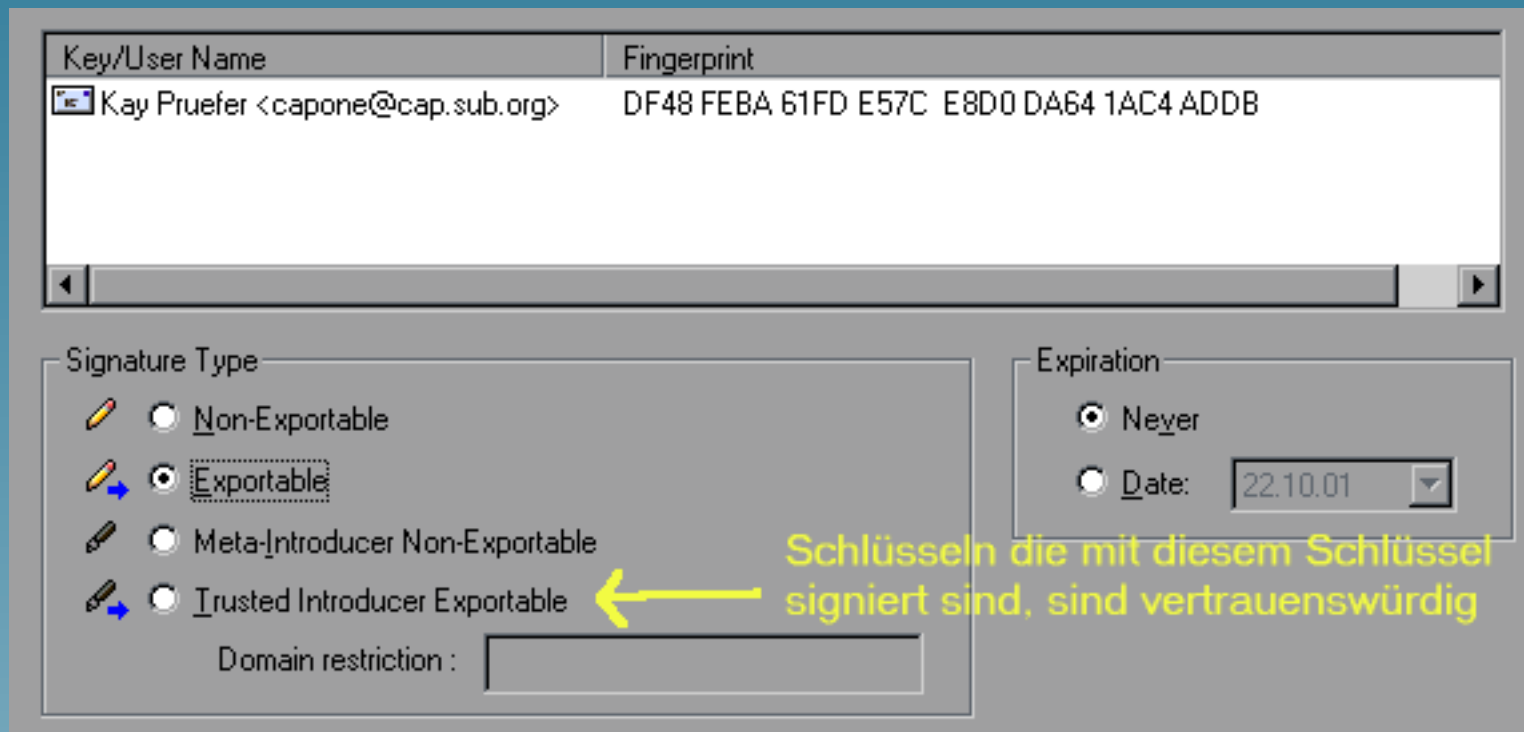 Key/User Name Fingerprint
Kay Pruefer <capone@cap.sub.org> DF48 FEBA 61FD E57C E8D0 DA64 1AC4 ADDB
Signature Type
Non-Exportable
Exportable
Meta-Introducer Non-Exportable
Trusted Introducer Exportable
Domain restriction :
Expiration
Never
Date: 22.10.01
Schlüsseln die mit diesem Schlüssel
signiert sind, sind vertrauenswürdig